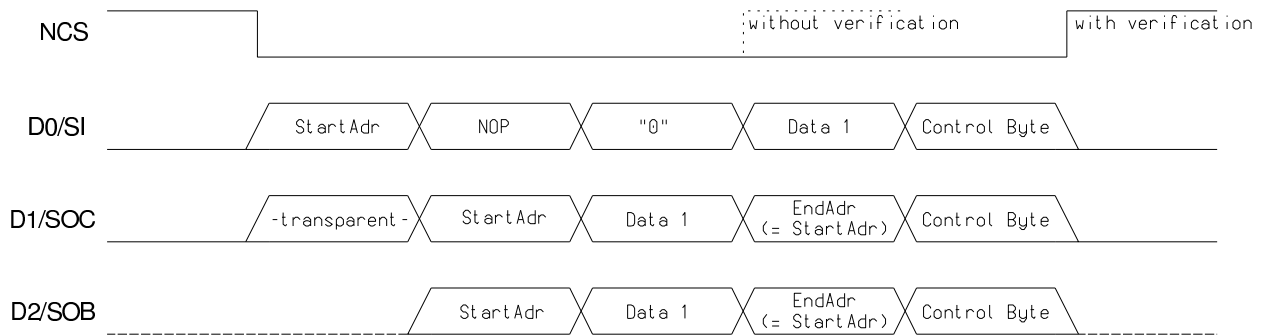 NCS
without verification
with verification
D0/SI
StartAdr
NOP
"0"
Data 1
Control Byte
D1/SOC
-transparent-
StartAdr
Data 1
EndAdr
(= StartAdr)
Control Byte
D2/SOB
StartAdr
Data 1
EndAdr
(= StartAdr)
Control Byte